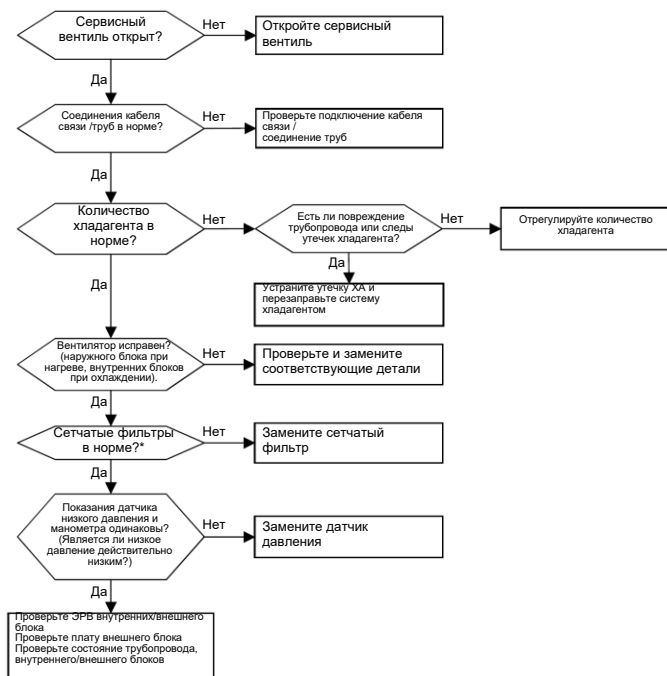 Сервисный
вентиль открыт?
Нет
Откройте сервисный
вентиль
Да
Соединения кабеля
связи /труб в норме?
Нет
Проверьте подключение кабеля
связи /
соединение труб
Да
Количество
хладагента в
норме?
Нет
Есть ли повреждение
трубопровода или следы
утечек хладагента?
Нет
Отрегулируйте количество
хладагента
Да
Устраните утечку ХА и
перезаправьте систему
хладагентом
Да
Вентилятор исправен?
(наружного блока при
нагреве, внутренних блоков
при охлаждении).
Нет
Проверьте и замените
соответствующие детали
Да
Сетчатые фильтры
в норме?*
Нет
Замените сетчатый
фильтр
Да
Показания датчика
низкого давления и
манометра одинаковы?
(Является ли низкое
давление действительно
низким?)
Нет
Замените датчик
давления
Да
Проверьте ЭРВ внутренних/внешнего
блока
Проверьте плату внешнего блока
Проверьте состояние трубопровода,
внутреннего/внешнего блоков